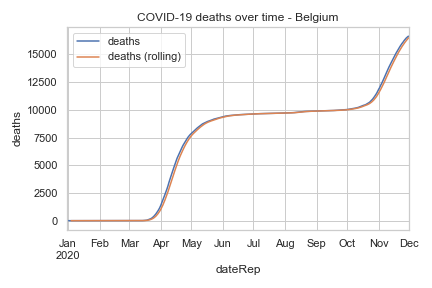 COVID-19 deaths over time - Belgium
deaths
deaths (rolling)
15000
12500
10000
7500
5000
2500
0
deaths
Jan Feb Mar Apr May Jun Jul Aug Sep Oct Nov Dec
2020
dateRep